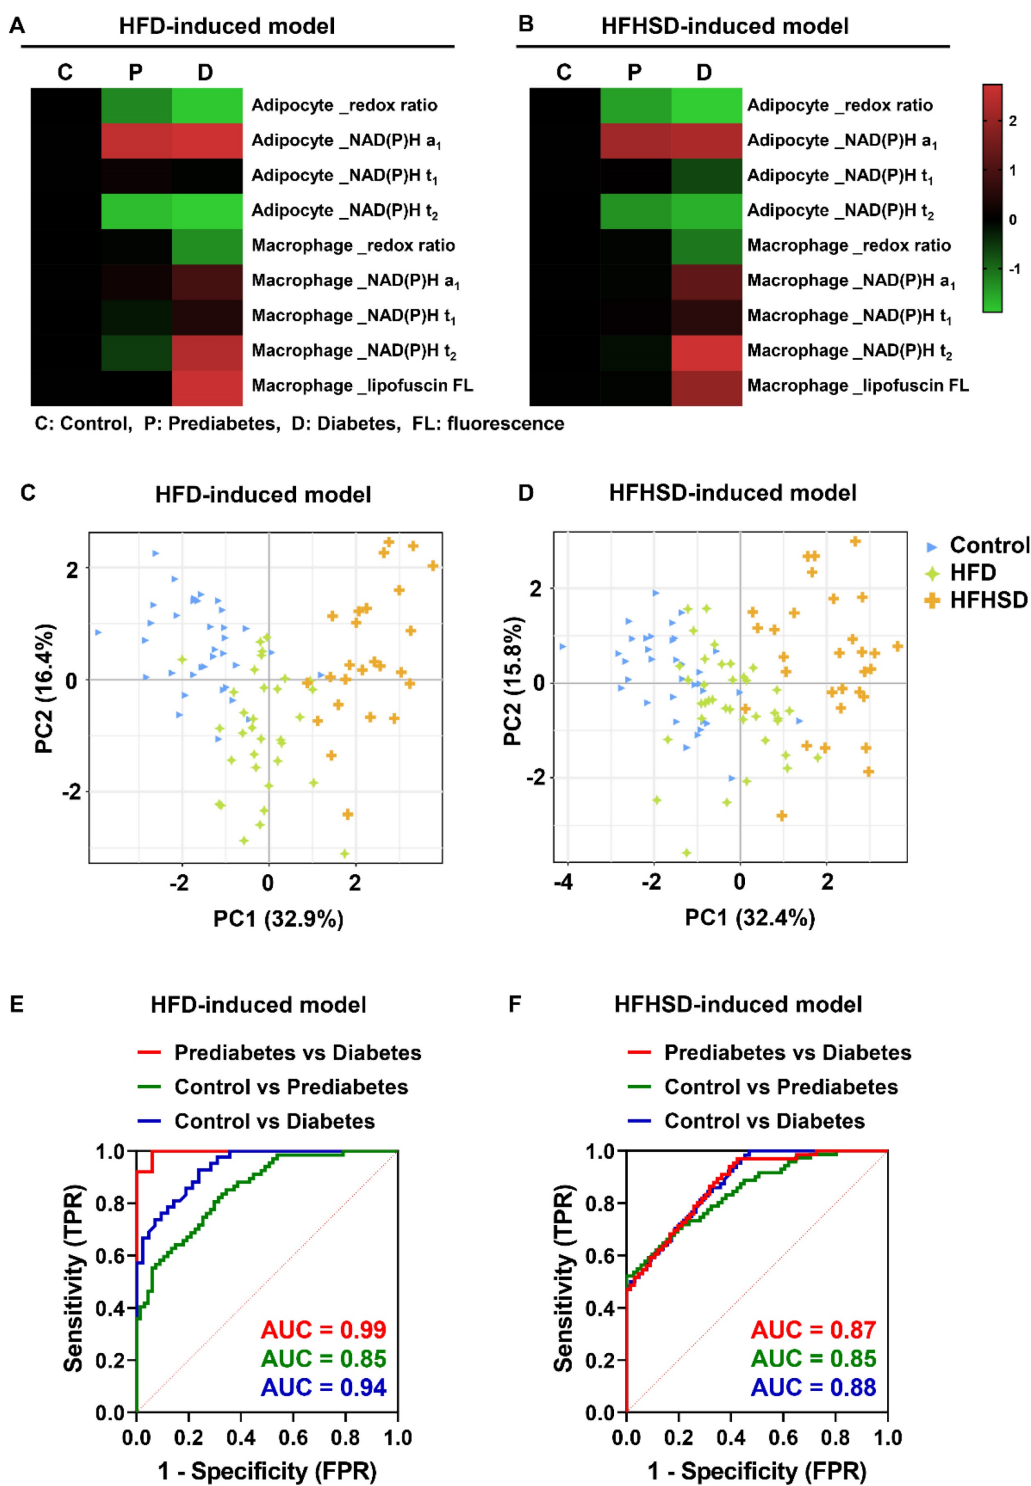 A HFD-induced model
C P D
Adipocyte _redox ratio
Adipocyte _NAD(P)H a₁
Adipocyte _NAD(P)H t₁
Adipocyte _NAD(P)H t₂
Macrophage _redox ratio
Macrophage _NAD(P)H a₁
Macrophage _NAD(P)H t₁
Macrophage _NAD(P)H t₂
Macrophage _lipofuscin FL
B HFHSD-induced model
C P D
Adipocyte _redox ratio
Adipocyte _NAD(P)H a₁
Adipocyte _NAD(P)H t₁
Adipocyte _NAD(P)H t₂
Macrophage _redox ratio
Macrophage _NAD(P)H a₁
Macrophage _NAD(P)H t₁
Macrophage _NAD(P)H t₂
Macrophage _lipofuscin FL
2
1
0
-1
C: Control, P: Prediabetes, D: Diabetes, FL: fluorescence
C HFD-induced model
PC2 (16.4%)
2
0
-2
-2 0 2
PC1 (32.9%)
D HFHSD-induced model
PC2 (15.8%)
2
0
-2
-4 -2 0 2
PC1 (32.4%)
Control
HFD
HFHSD
E HFD-induced model
Prediabetes vs Diabetes
Control vs Prediabetes
Control vs Diabetes
Sensitivity (TPR)
1.0
0.8
0.6
0.4
0.2
0.0
AUC = 0.99
AUC = 0.85
AUC = 0.94
0.0 0.2 0.4 0.6 0.8 1.0
1 - Specificity (FPR)
F HFHSD-induced model
Prediabetes vs Diabetes
Control vs Prediabetes
Control vs Diabetes
Sensitivity (TPR)
1.0
0.8
0.6
0.4
0.2
0.0
AUC = 0.87
AUC = 0.85
AUC = 0.88
0.0 0.2 0.4 0.6 0.8 1.0
1 - Specificity (FPR)